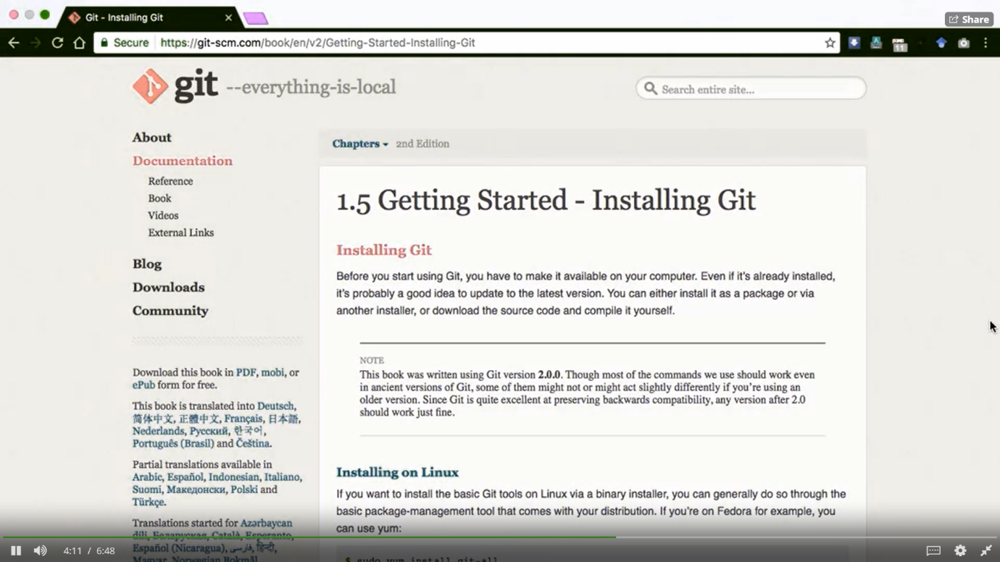 Git - Installing Git
Share
Secure
https://git-scm.com/book/en/v2/Getting-Started-Installing-Git
11
git --everything-is-local
Search entire site...
About
Documentation
Reference
Book
Videos
External Links
Blog
Downloads
Community
Download this book in PDF, mobi, or
ePub form for free.
This book is translated into Deutsch,
简体中文, 正體中文, Français, 日本語,
Nederlands, Русский, 한국어,
Português (Brasil) and Čeština.
Partial translations available in
Arabic, Español, Indonesian, Italiano,
Suomi, Македонски, Polski and
Türkçe.
Translations started for Azərbaycan
dili, Беларуская, Català, Esperanto,
Español (Nicaragua), فارسی, हिन्दी,
Magyar, Norwegian Bokmål
Chapters 2nd Edition
1.5 Getting Started - Installing Git
Installing Git
Before you start using Git, you have to make it available on your computer. Even if it's already installed,
it's probably a good idea to update to the latest version. You can either install it as a package or via
another installer, or download the source code and compile it yourself.
NOTE
This book was written using Git version 2.0.0. Though most of the commands we use should work even
in ancient versions of Git, some of them might not or might act slightly differently if you're using an
older version. Since Git is quite excellent at preserving backwards compatibility, any version after 2.0
should work just fine.
Installing on Linux
If you want to install the basic Git tools on Linux via a binary installer, you can generally do so through the
basic package-management tool that comes with your distribution. If you're on Fedora for example, you
can use yum:
$ sudo yum install git-all
4:11 / 6:48